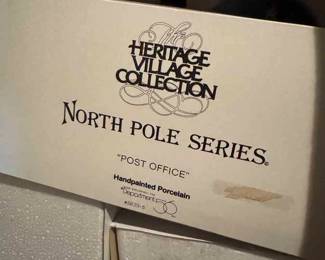 The
HERITAGE
VILLAGE
COLLECTION
NORTH POLE SERIES®
"POST OFFICE"
Handpainted Porcelain
Department 56